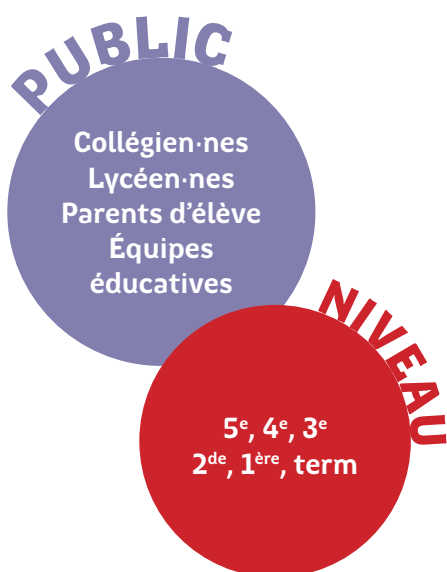 PUBLIC
Collégien·nes
Lycéen·nes
Parents d’élève
Équipes
éducatives
NIVEAU
5e, 4e, 3e
2de, 1ère, term